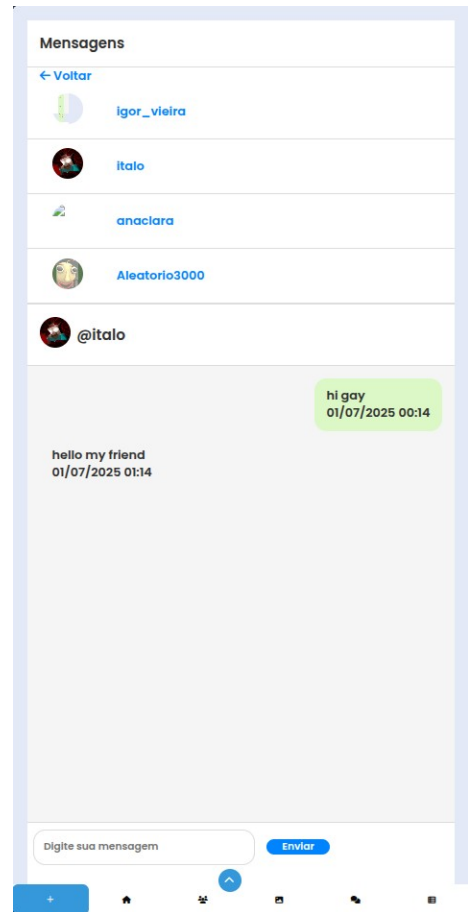 Mensagens
← Voltar
igor_vieira
italo
anaclara
Aleatorio3000
@italo
hi gay
01/07/2025 00:14
hello my friend
01/07/2025 01:14
Digite sua mensagem
Enviar
+